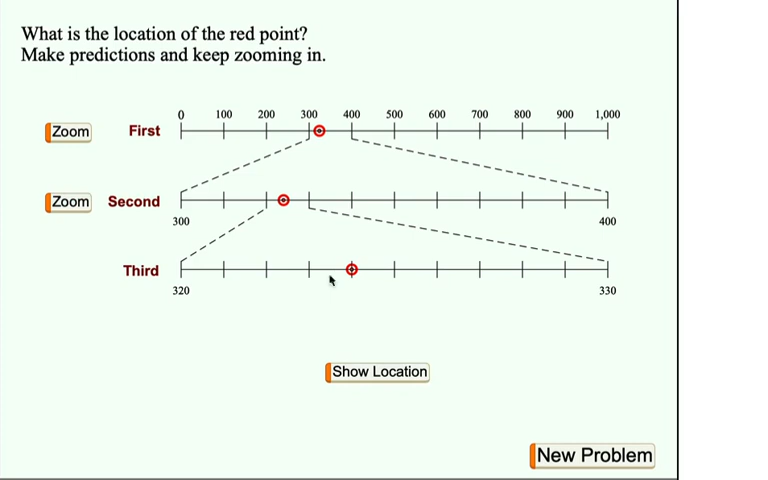 What is the location of the red point?
Make predictions and keep zooming in.
0 100 200 300 400 500 600 700 800 900 1,000
Zoom First
Zoom Second
300 400
Third
320 330
Show Location
New Problem